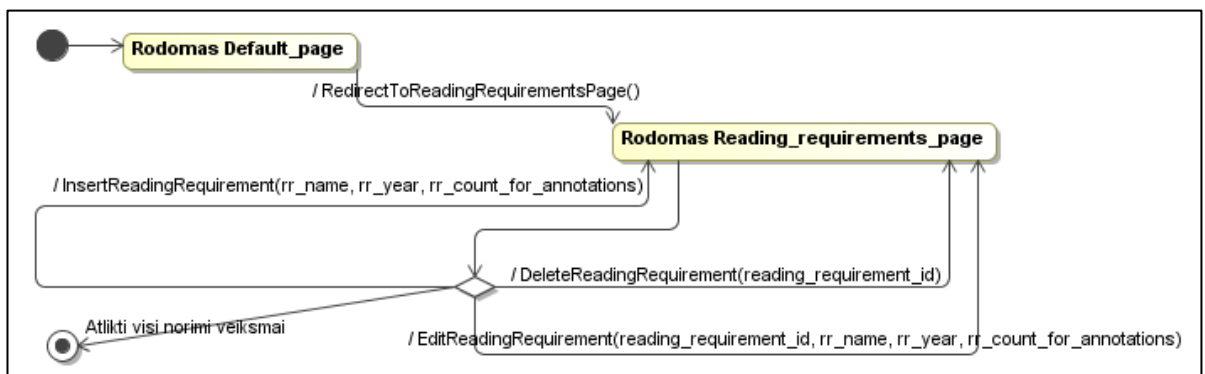 Rodomas Default_page
/ RedirectToReadingRequirementsPage()
Rodomas Reading_requirements_page
/ InsertReadingRequirement(rr_name, rr_year, rr_count_for_annotations)
/ DeleteReadingRequirement(reading_requirement_id)
Atlikti visi norimi veiksmai
/ EditReadingRequirement(reading_requirement_id, rr_name, rr_year, rr_count_for_annotations)